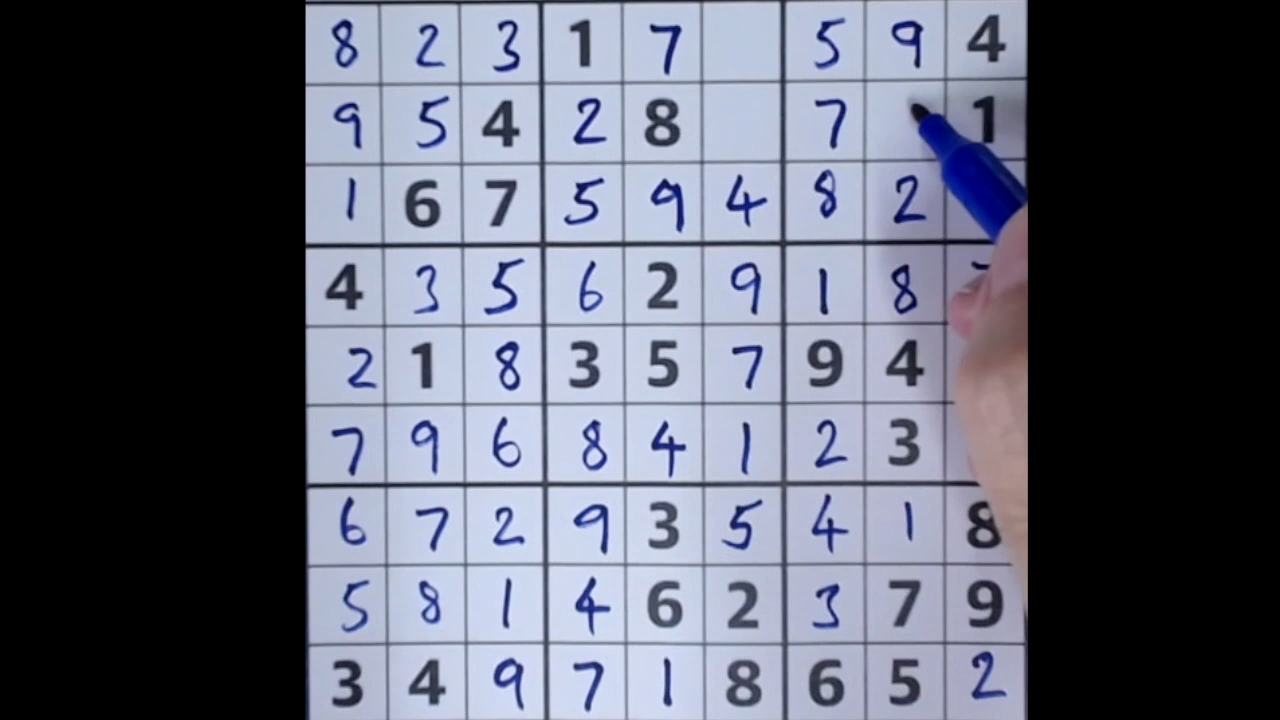 8 2 3 1 7 5 9 4
9 5 4 2 8 7 1
1 6 7 5 9 4 8 2
4 3 5 6 2 9 1 8
2 1 8 3 5 7 9 4
7 9 6 8 4 1 2 3
6 7 2 9 3 5 4 1 8
5 8 1 4 6 2 3 7 9
3 4 9 7 1 8 6 5 2